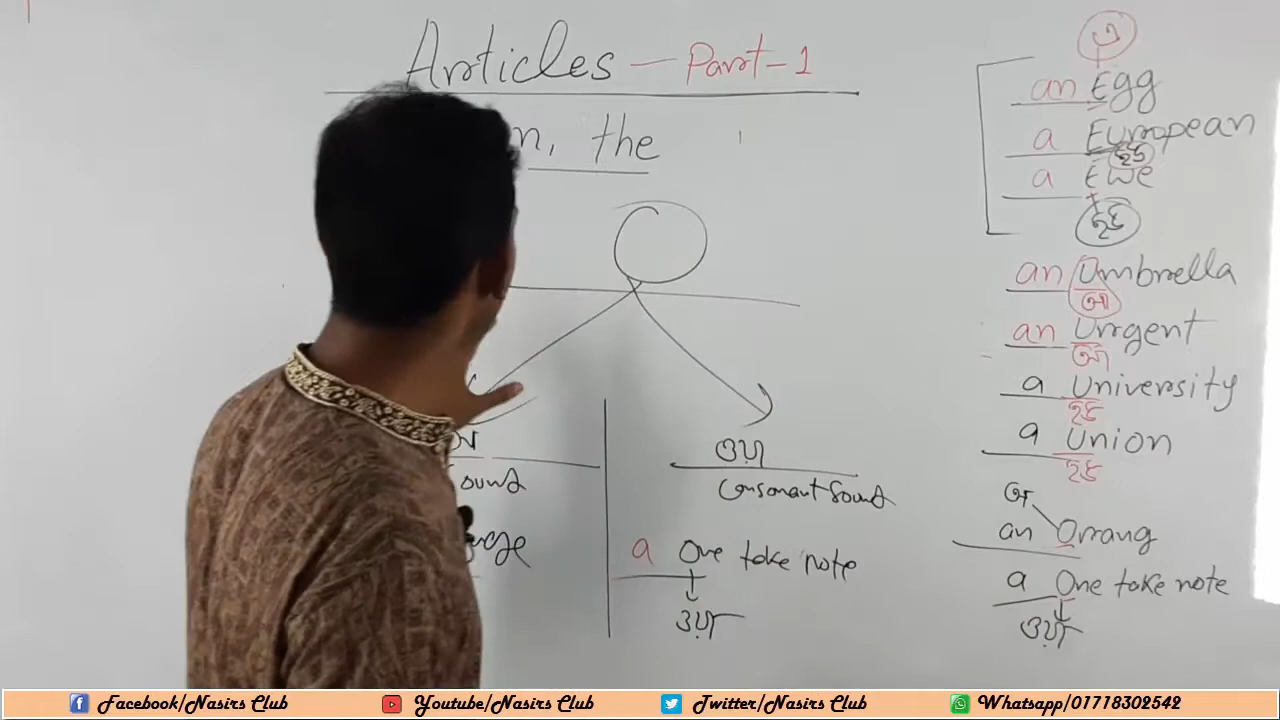 Articles – Part-1
n, the
O
ound
ওয়া
Consonant Sound
a One take note
ওয়া
এ
an Egg
a European
ইউ
a Ewe
ইউ
an Umbrella
আ
an Urgent
আ
a University
ইউ
a Union
ইউ
অ
an Orrang
a One take note
ওয়া
Facebook/Nasirs Club
Youtube/Nasirs Club
Twitter/Nasirs Club
Whatsapp/01778302542